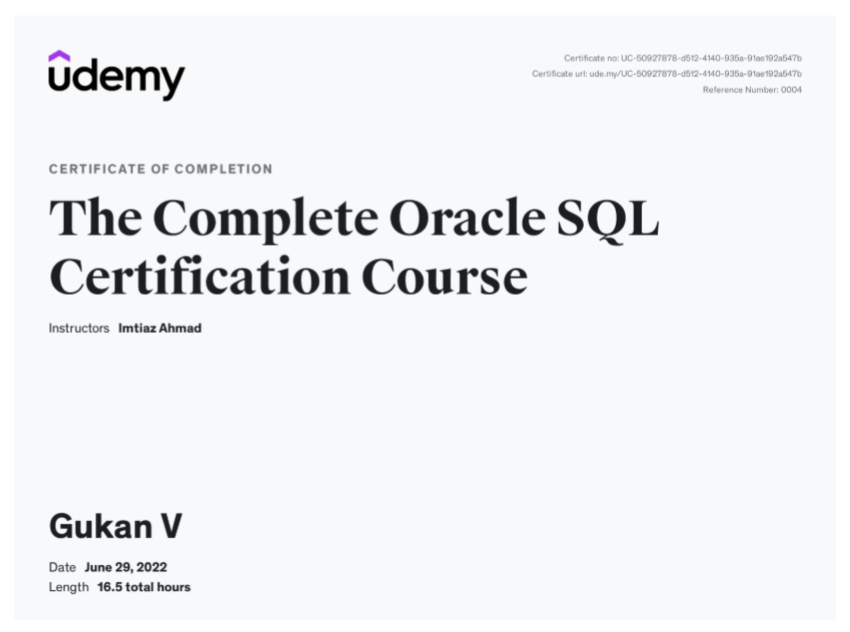 udemy
Certificate no: UC-50927878-d512-4140-935a-91ae192a547b
Certificate url: ude.my/UC-50927878-d512-4140-935a-91ae192a547b
Reference Number: 0004
CERTIFICATE OF COMPLETION
The Complete Oracle SQL
Certification Course
Instructors Imtiaz Ahmad
Gukan V
Date June 29, 2022
Length 16.5 total hours